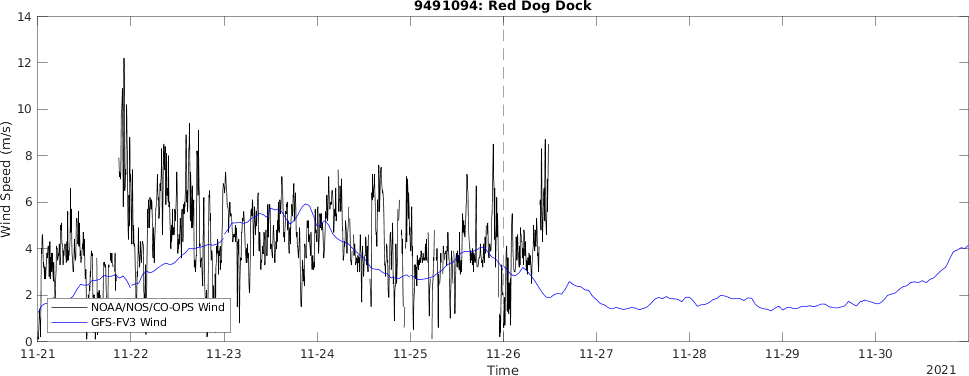 9491094: Red Dog Dock
14
12
10
8
6
4
2
0
Wind Speed (m/s)
NOAA/NOS/CO-OPS Wind
GFS-FV3 Wind
11-21 11-22 11-23 11-24 11-25 11-26 11-27 11-28 11-29 11-30
Time
2021